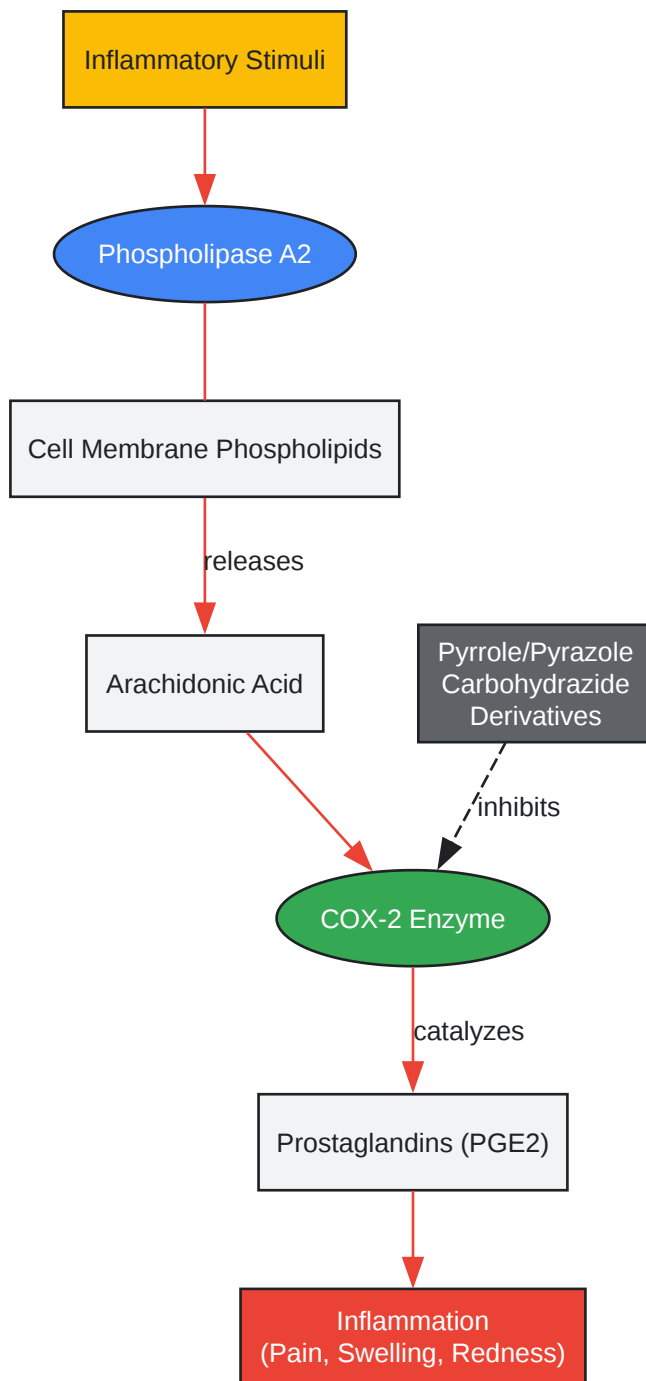 Inflammatory Stimuli
Phospholipase A2
Cell Membrane Phospholipids
releases
Arachidonic Acid
Pyrrole/Pyrazole
Carbohydrazide
Derivatives
inhibits
COX-2 Enzyme
catalyzes
Prostaglandins (PGE2)
Inflammation
(Pain, Swelling, Redness)